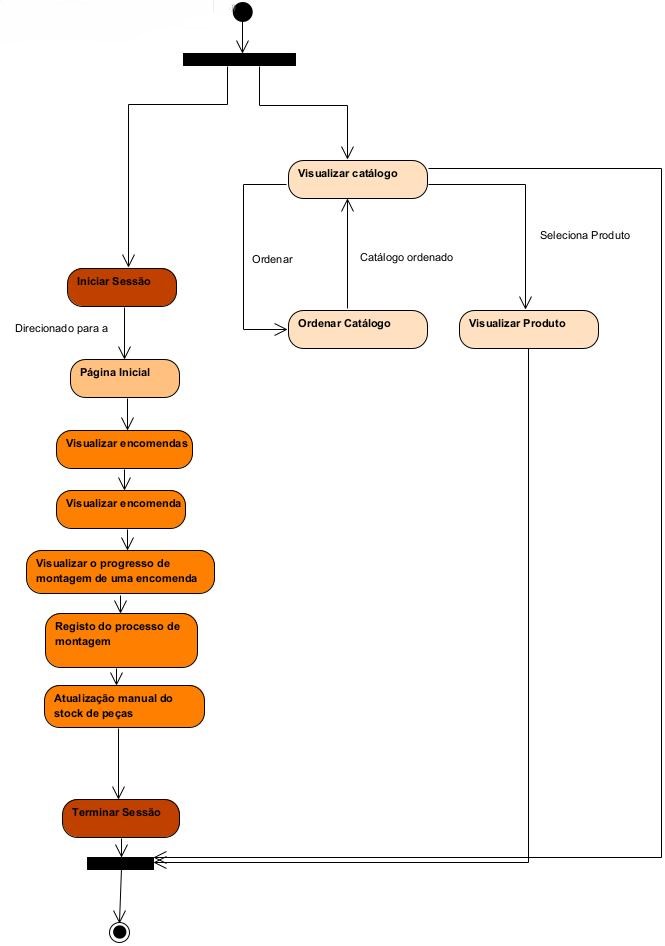 Visualizar catálogo
Seleciona Produto
Ordenar
Catálogo ordenado
Iniciar Sessão
Ordenar Catálogo
Visualizar Produto
Direcionado para a
Página Inicial
Visualizar encomendas
Visualizar encomenda
Visualizar o progresso de
montagem de uma encomenda
Registo do processo de
montagem
Atualização manual do
stock de peças
Terminar Sessão